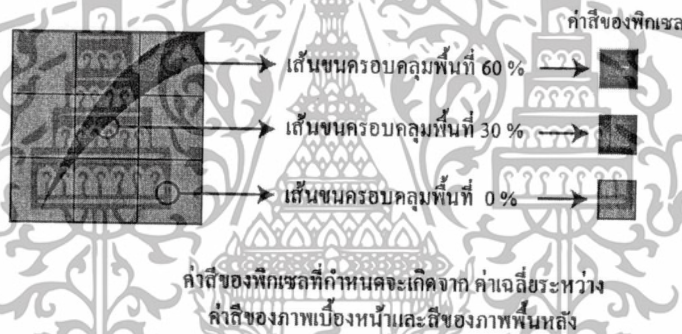 ค่าสีของพิกเซล
เส้นขนครอบคลุมพื้นที่ 60 %
เส้นขนครอบคลุมพื้นที่ 30 %
เส้นขนครอบคลุมพื้นที่ 0 %
ค่าสีของพิกเซลที่กำหนดจะเกิดจาก ค่าเฉลี่ยระหว่าง
ค่าสีของภาพเบื้องหน้าและสีของภาพพื้นหลัง